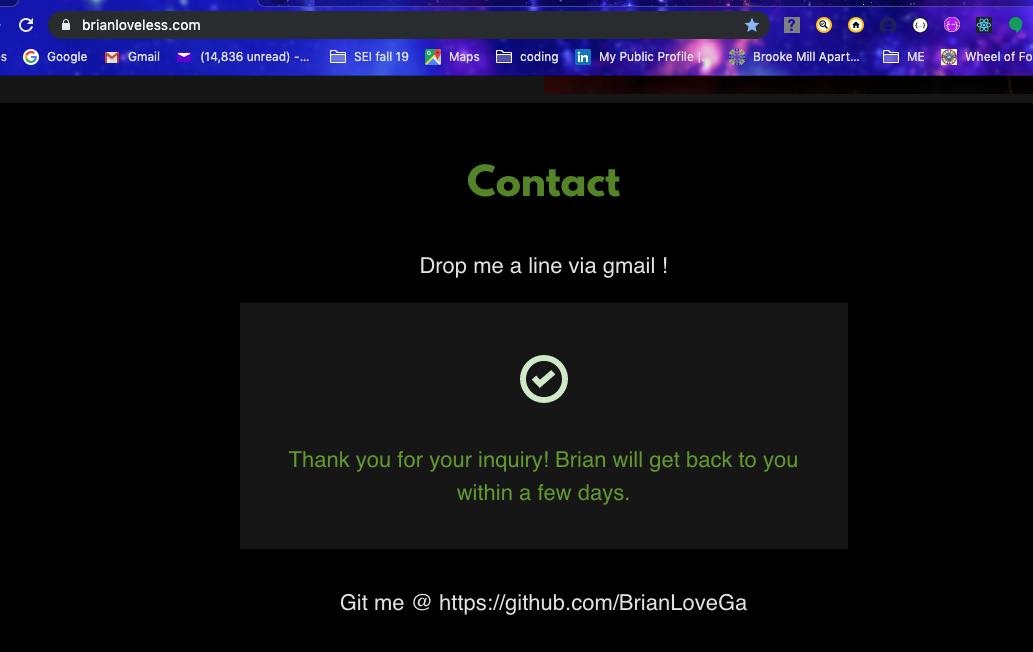 brianloveless.com
s Google Gmail (14,836 unread) -... SEI fall 19 Maps coding in My Public Profile |... Brooke Mill Apart... ME Wheel of Fo
Contact
Drop me a line via gmail !
Thank you for your inquiry! Brian will get back to you
within a few days.
Git me @ https://github.com/BrianLoveGa